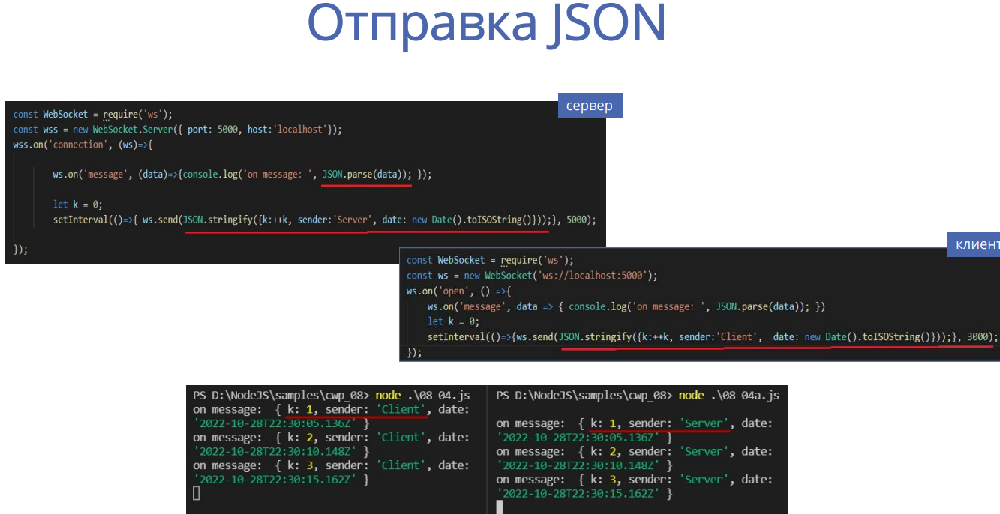 Отправка JSON
сервер
const WebSocket = require('ws');
const wss = new WebSocket.Server({ port: 5000, host:'localhost'});
wss.on('connection', (ws)=>{
ws.on('message', (data)=>{console.log('on message: ', JSON.parse(data)); });
let k = 0;
setInterval(()=>{ ws.send(JSON.stringify({k:++k, sender:'Server', date: new Date().toISOString()}));}, 5000);
});
клиент
const WebSocket = require('ws');
const ws = new WebSocket('ws://localhost:5000');
ws.on('open', () =>{
ws.on('message', data => { console.log('on message: ', JSON.parse(data)); })
let k = 0;
setInterval(()=>{ws.send(JSON.stringify({k:++k, sender:'Client',  date: new Date().toISOString()}));}, 3000);
});
PS D:\NodeJS\samples\cwp_08> node .\08-04.js
on message:  { k: 1, sender: 'Client', date:
'2022-10-28T22:30:05.136Z' }
on message:  { k: 2, sender: 'Client', date:
'2022-10-28T22:30:10.148Z' }
on message:  { k: 3, sender: 'Client', date:
'2022-10-28T22:30:15.162Z' }
PS D:\NodeJS\samples\cwp_08> node .\08-04a.js
on message:  { k: 1, sender: 'Server', date:
'2022-10-28T22:30:05.136Z' }
on message:  { k: 2, sender: 'Server', date:
'2022-10-28T22:30:10.148Z' }
on message:  { k: 3, sender: 'Server', date:
'2022-10-28T22:30:15.162Z' }